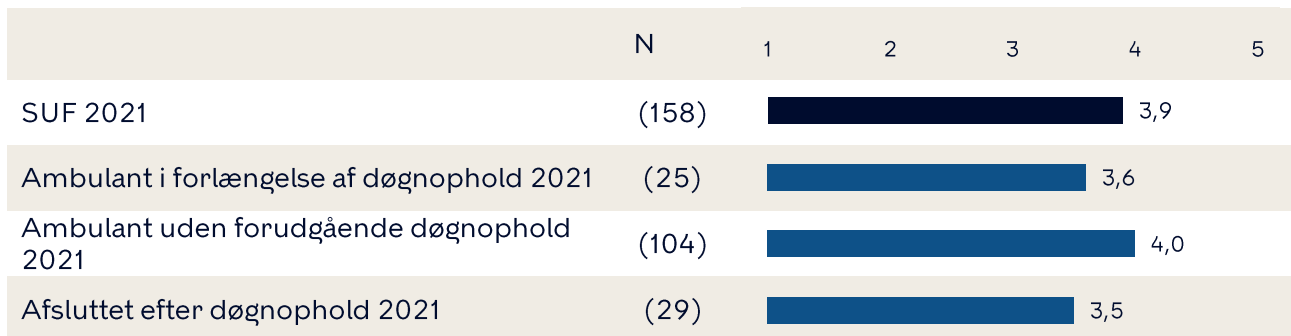 N 1 2 3 4 5
SUF 2021 (158) 3,9
Ambulant i forlængelse af døgnophold 2021 (25) 3,6
Ambulant uden forudgående døgnophold
2021 (104) 4,0
Afsluttet efter døgnophold 2021 (29) 3,5